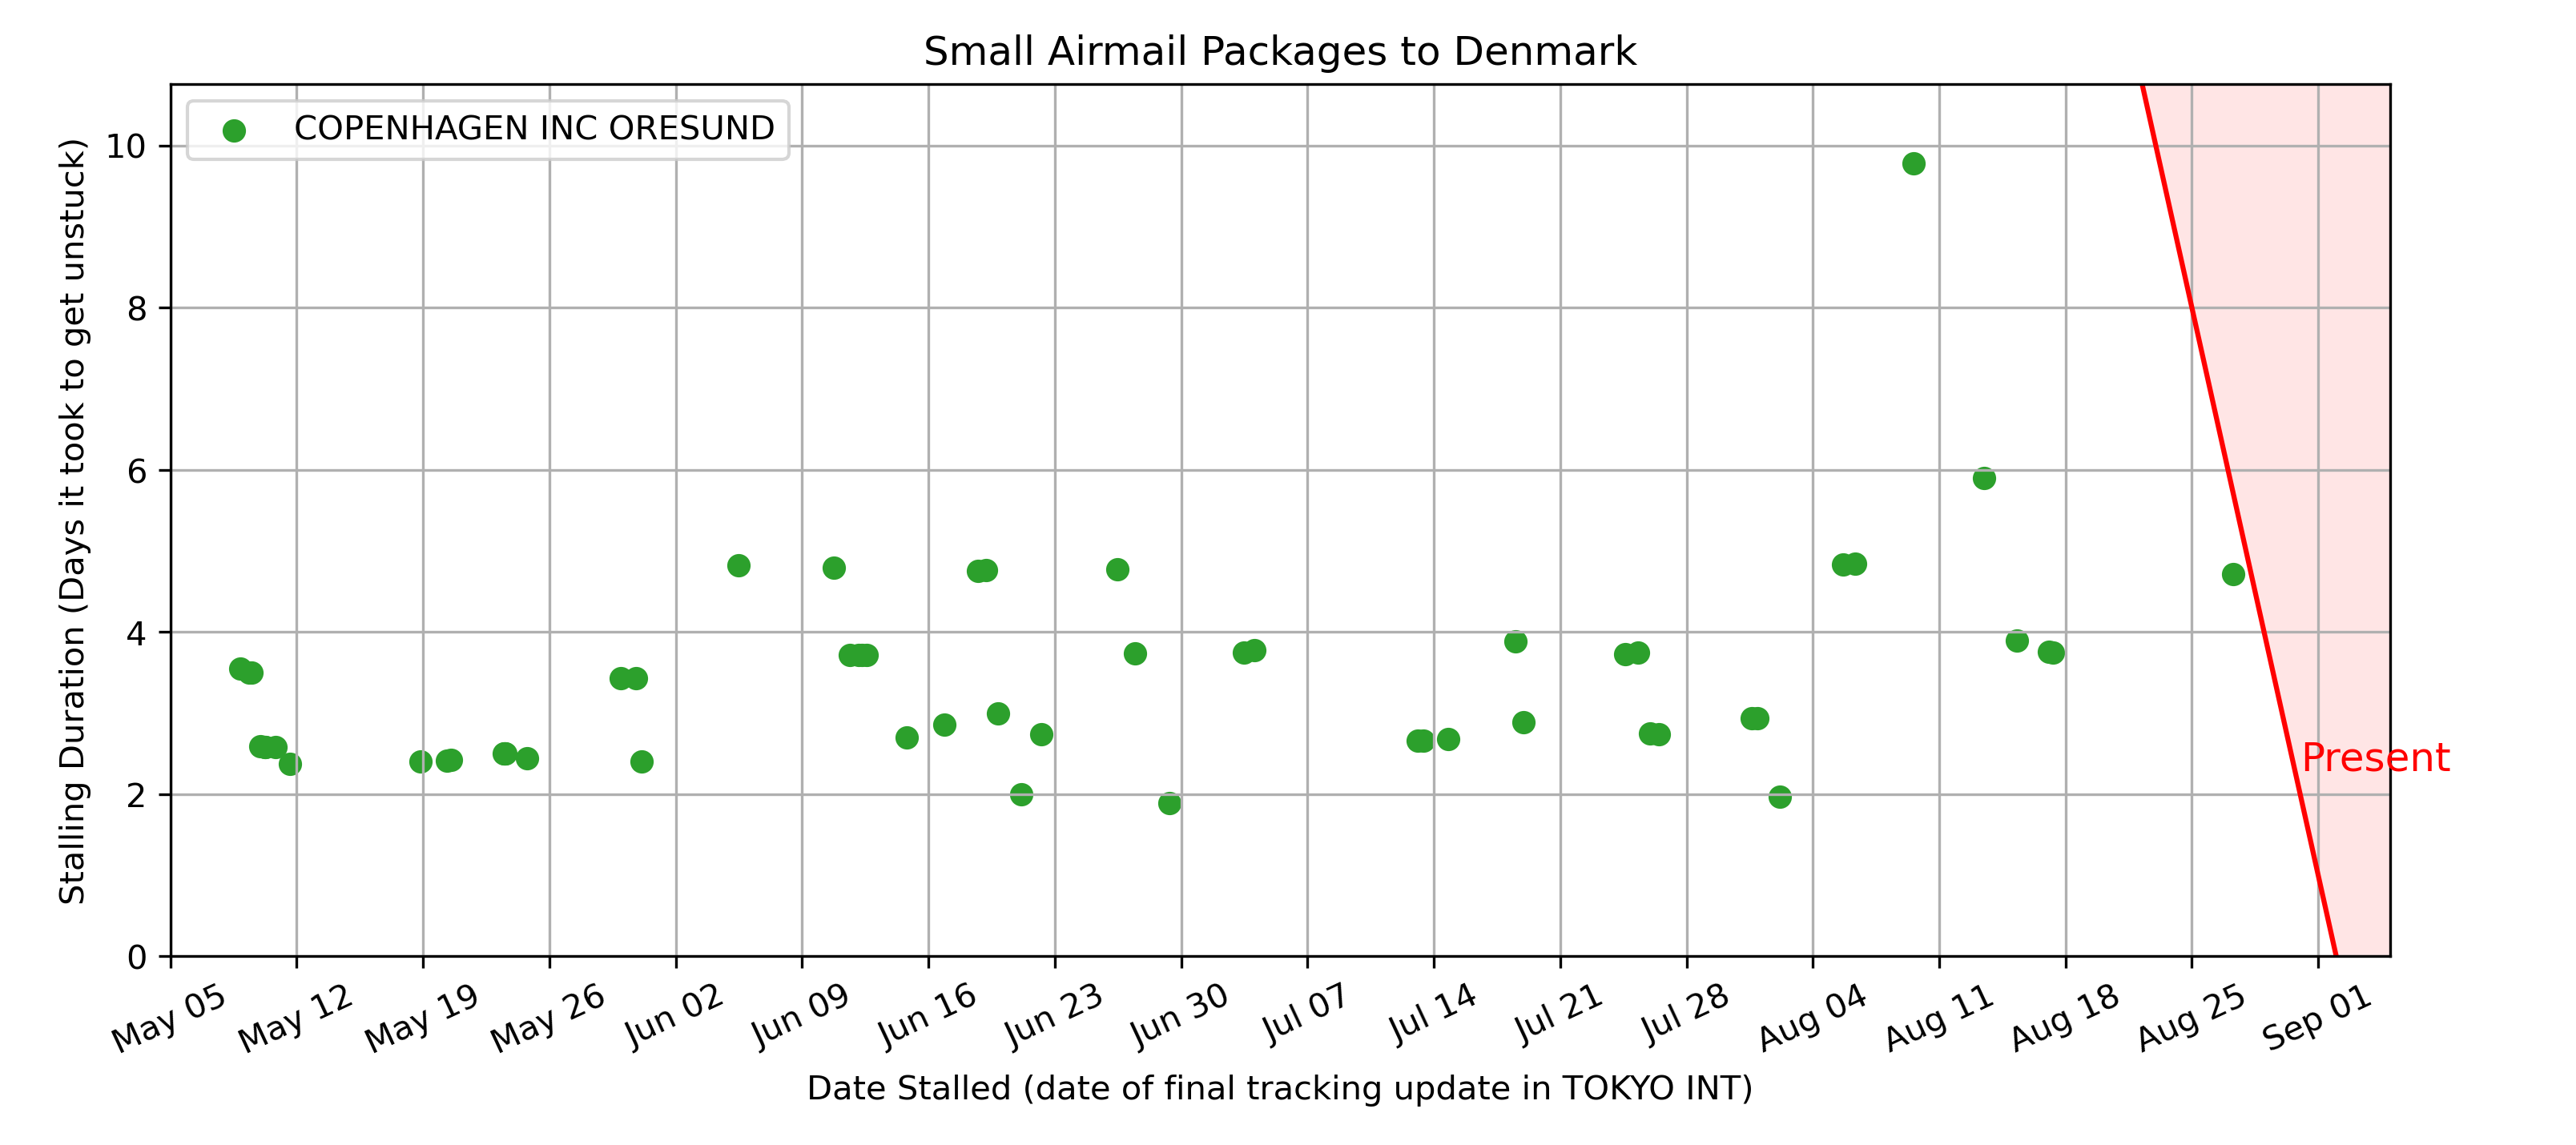 Small Airmail Packages to Denmark
COPENHAGEN INC ORESUND
Stalling Duration (Days it took to get unstuck)
10
8
6
4
2
0
Present
May 05
May 12
May 19
May 26
Jun 02
Jun 09
Jun 16
Jun 23
Jun 30
Jul 07
Jul 14
Jul 21
Jul 28
Aug 04
Aug 11
Aug 18
Aug 25
Sep 01
Date Stalled (date of final tracking update in TOKYO INT)